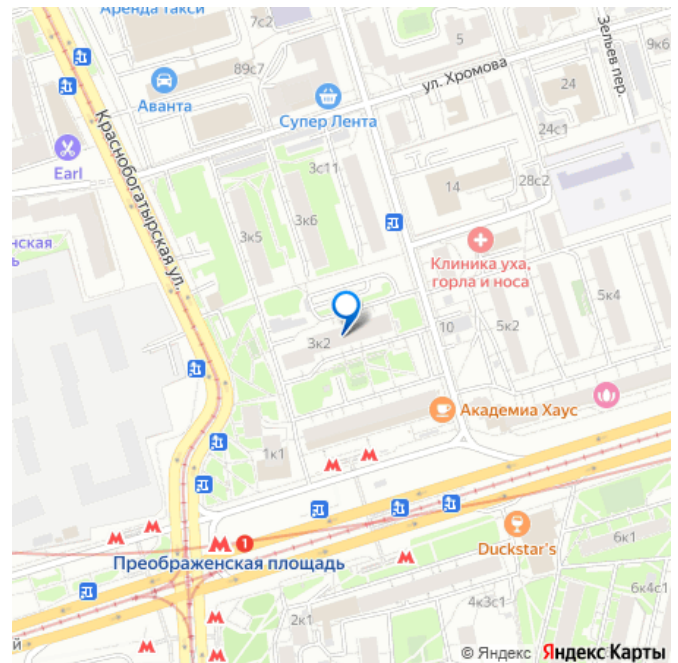 Аренда такси
7с2
5
Зельев пер.
9к6
89с7
ул. Хромова
24
Аванта
Супер Лента
24с1
Краснобогатырская ул.
Earl
3с11
14
28с2
3к6
3к5
нская
ь
Клиника уха,
горла и носа
5к4
10
5к2
3к2
Академиа Хаус
1к1
1
Преображенская площадь
Duckstar's
6к1
6к4с1
4к3с1
2к1
й
© Яндекс Яндекс Карты